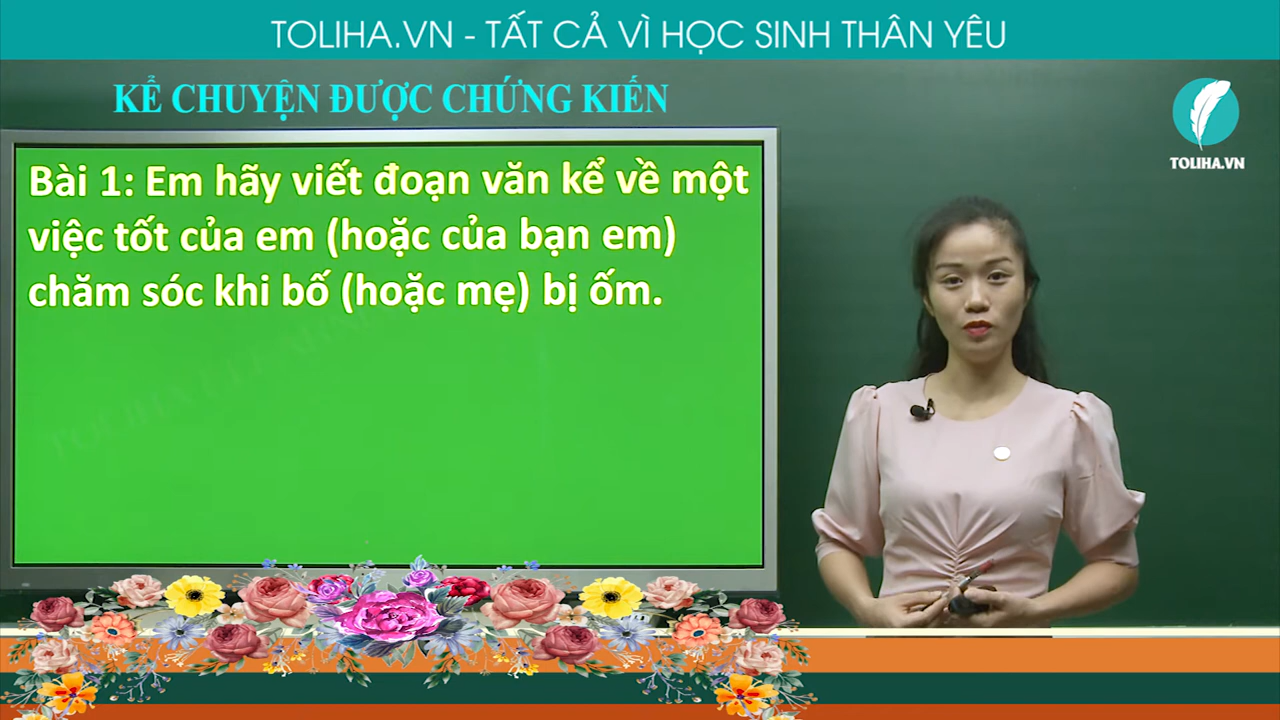 TOLIHA.VN - TẤT CẢ VÌ HỌC SINH THÂN YÊU
KỂ CHUYỆN ĐƯỢC CHỨNG KIẾN
TOLIHA.VN
Bài 1: Em hãy viết đoạn văn kể về một
việc tốt của em (hoặc của bạn em)
chăm sóc khi bố (hoặc mẹ) bị ốm.